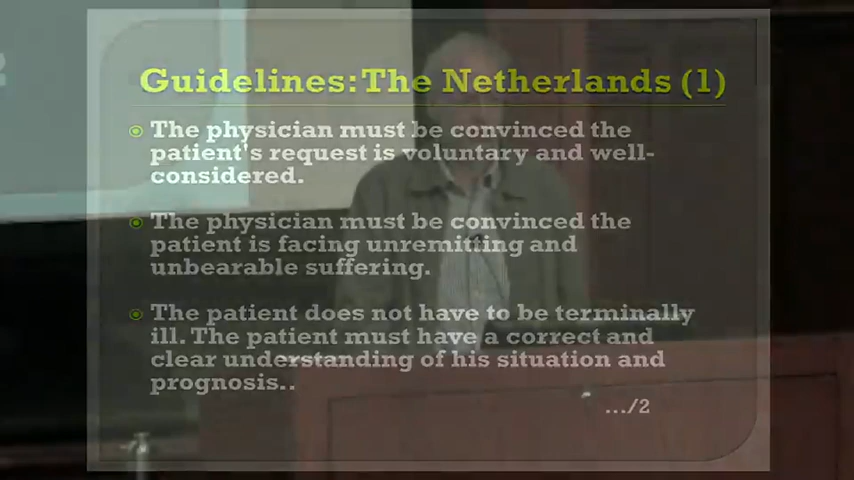 Guidelines: The Netherlands (1)
The physician must be convinced the
patient's request is voluntary and well-
considered.
The physician must be convinced the
patient is facing unremitting and
unbearable suffering.
The patient does not have to be terminally
ill. The patient must have a correct and
clear understanding of his situation and
prognosis..
.../2